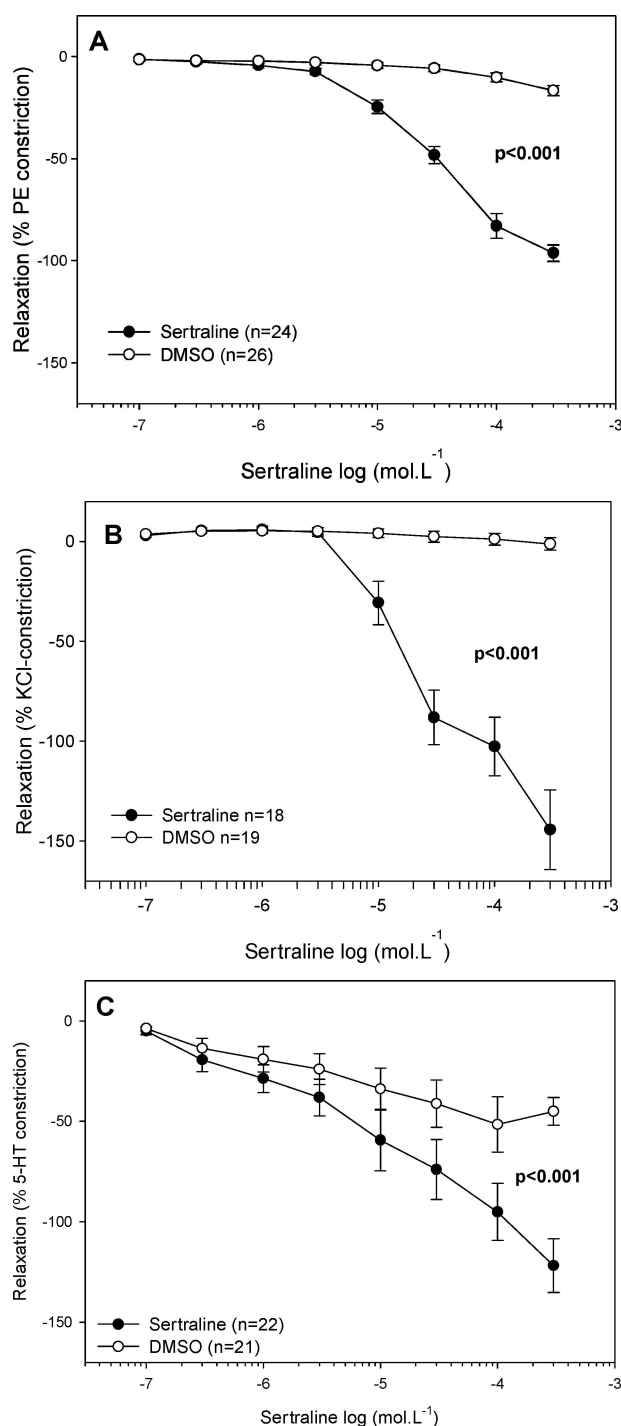 A
Relaxation (% PE constriction)
0
-50
-100
-150
p<0.001
Sertraline (n=24)
DMSO (n=26)
-7 -6 -5 -4 -3
Sertraline log (mol.L-1)
B
Relaxation (% KCl-constriction)
0
-50
-100
-150
p<0.001
Sertraline n=18
DMSO n=19
-7 -6 -5 -4 -3
Sertraline log (mol.L-1)
C
Relaxation (% 5-HT constriction)
0
-50
-100
-150
p<0.001
Sertraline (n=22)
DMSO (n=21)
-7 -6 -5 -4 -3
Sertraline log (mol.L-1)